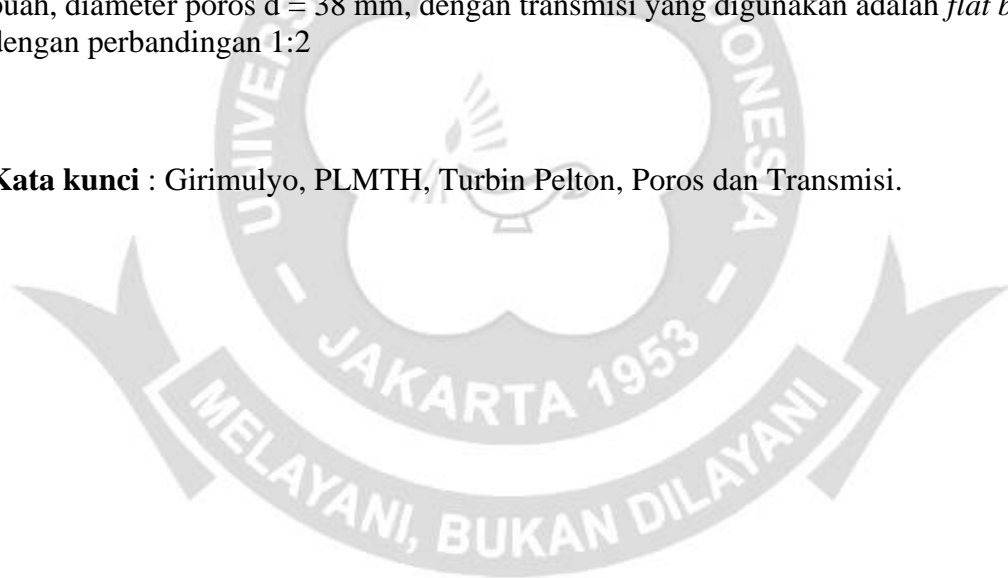 buah, diameter poros d = 38 mm, dengan transmisi yang digunakan adalah flat
dengan perbandingan 1:2
Kata kunci : Girimulyo, PLMTH, Turbin Pelton, Poros dan Transmisi.
JAKARTA 1953
MELAYANI, BUKAN DILAYANI